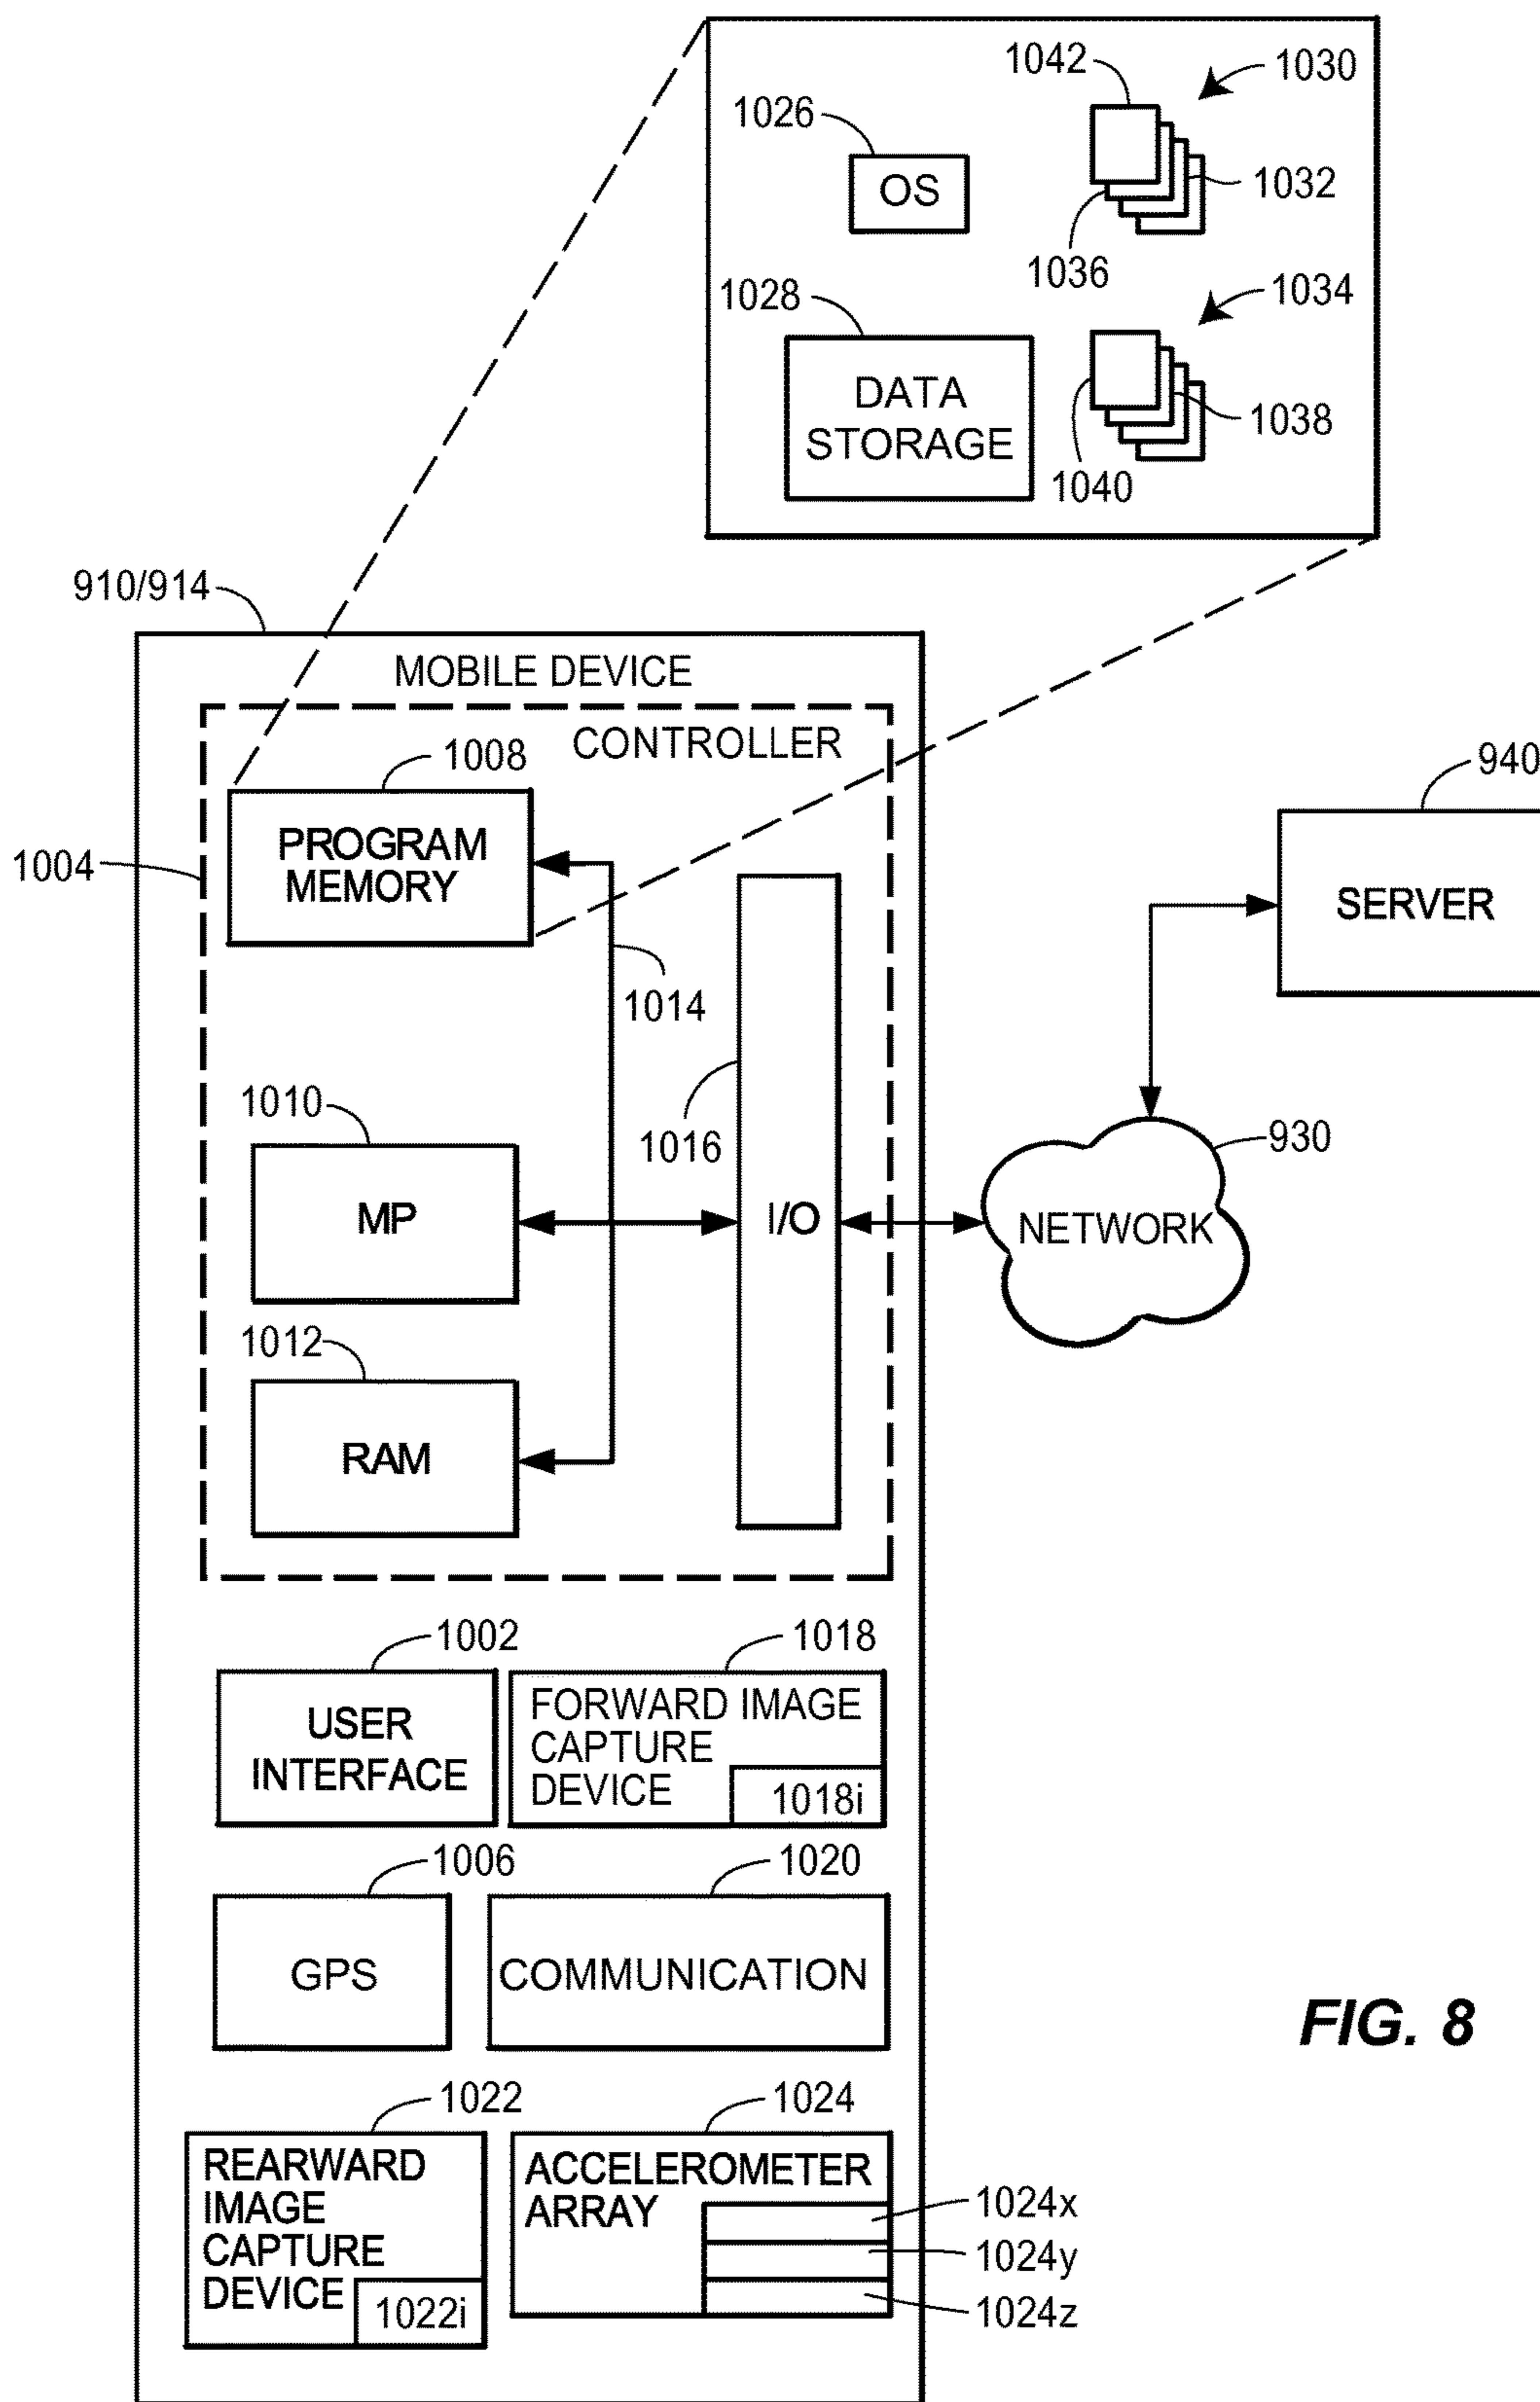 1042
1030
1026
OS
1032
1036
1028
1034
DATA
STORAGE
1038
1040
910/914
MOBILE DEVICE
CONTROLLER
1008
940
PROGRAM
MEMORY
1004
SERVER
1014
1010
1016
930
MP
I/O
NETWORK
1012
RAM
1002
1018
USER
INTERFACE
FORWARD IMAGE
CAPTURE
DEVICE
1018i
1006
1020
GPS
COMMUNICATION
FIG. 8
1022
1024
REARWARD
IMAGE
CAPTURE
DEVICE
1022i
ACCELEROMETER
ARRAY
1024x
1024y
1024z